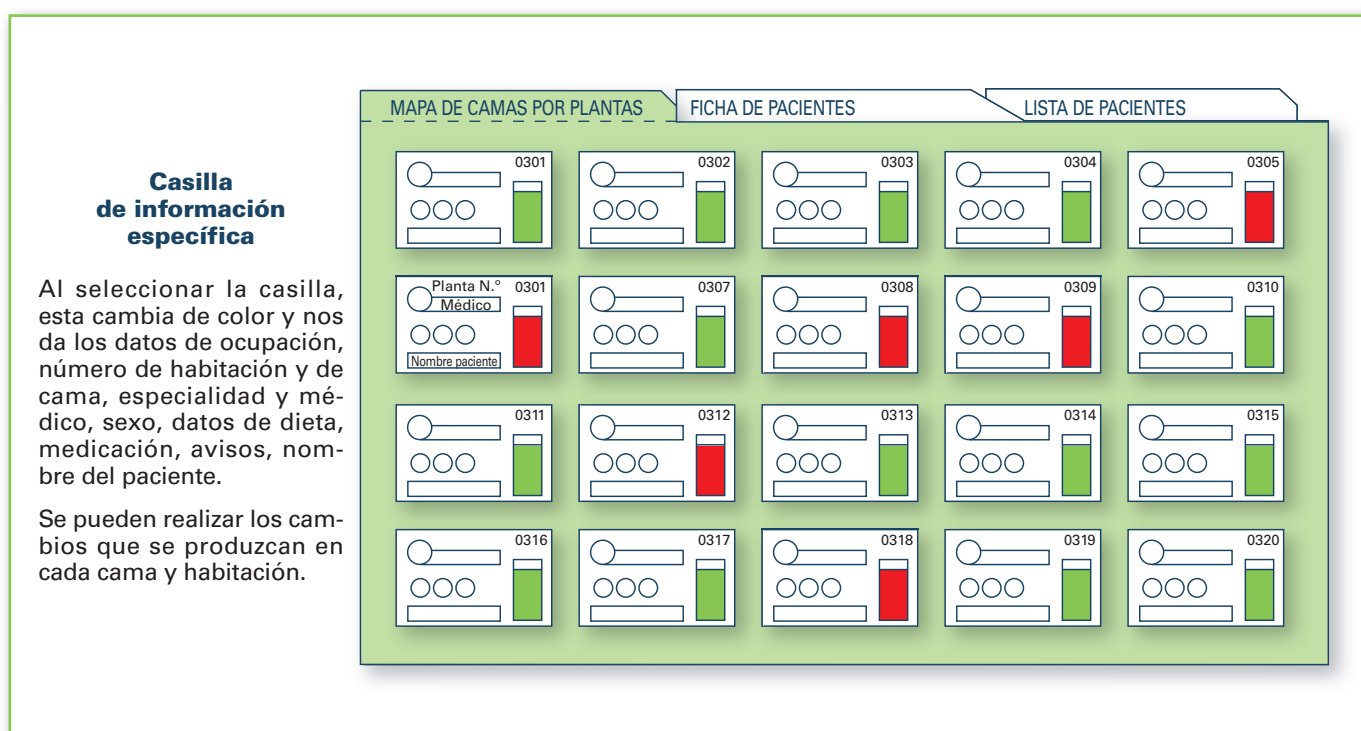 MAPA DE CAMAS POR PLANTAS FICHA DE PACIENTES LISTA DE PACIENTES
Casilla
de información
específica
Al seleccionar la casilla,
esta cambia de color y nos
da los datos de ocupación,
número de habitación y de
cama, especialidad y mé-
dico, sexo, datos de dieta,
medicación, avisos, nom-
bre del paciente.
Se pueden realizar los cam-
bios que se produzcan en
cada cama y habitación.
0301 0302 0303 0304 0305
Planta N.º 0301 0307 0308 0309 0310
Médico
Nombre paciente
0311 0312 0313 0314 0315
0316 0317 0318 0319 0320